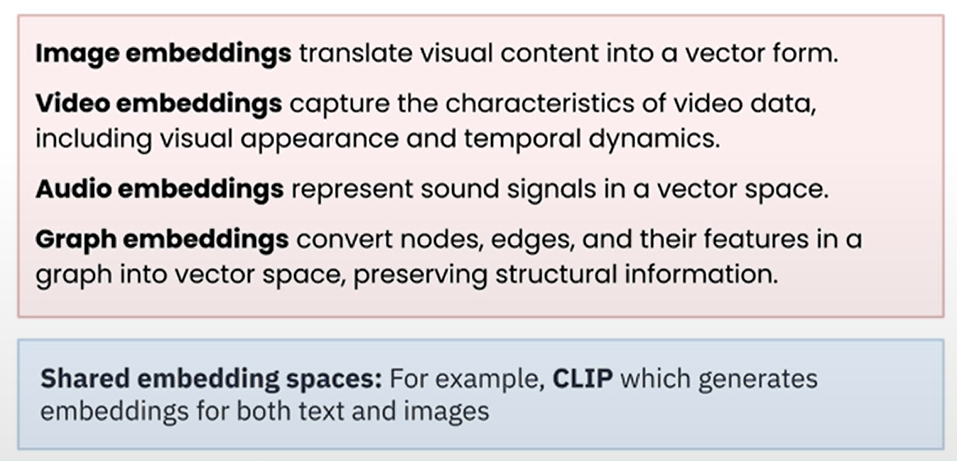 Image embeddings translate visual content into a vector form.
Video embeddings capture the characteristics of video data,
including visual appearance and temporal dynamics.
Audio embeddings represent sound signals in a vector space.
Graph embeddings convert nodes, edges, and their features in a
graph into vector space, preserving structural information.
Shared embedding spaces: For example, CLIP which generates
embeddings for both text and images